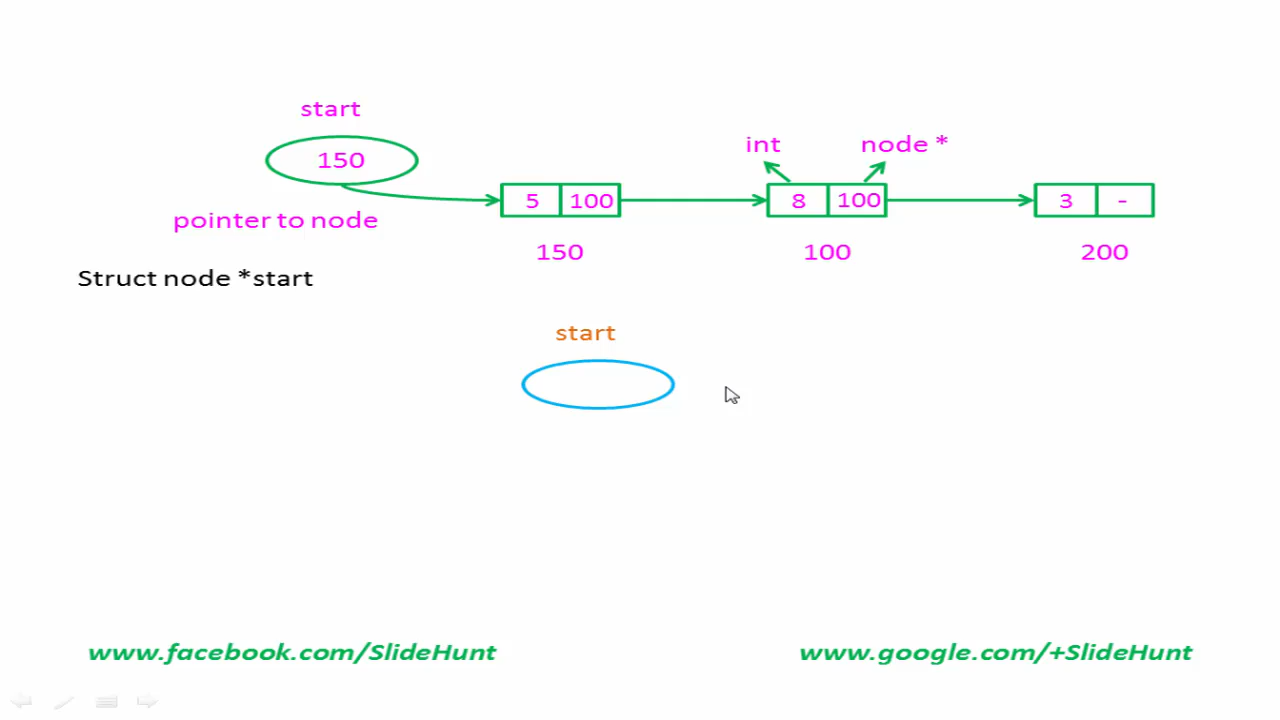 start
150
int
node *
5 100
8 100
3 -
pointer to node
150
100
200
Struct node *start
start
www.facebook.com/SlideHunt
www.google.com/+SlideHunt